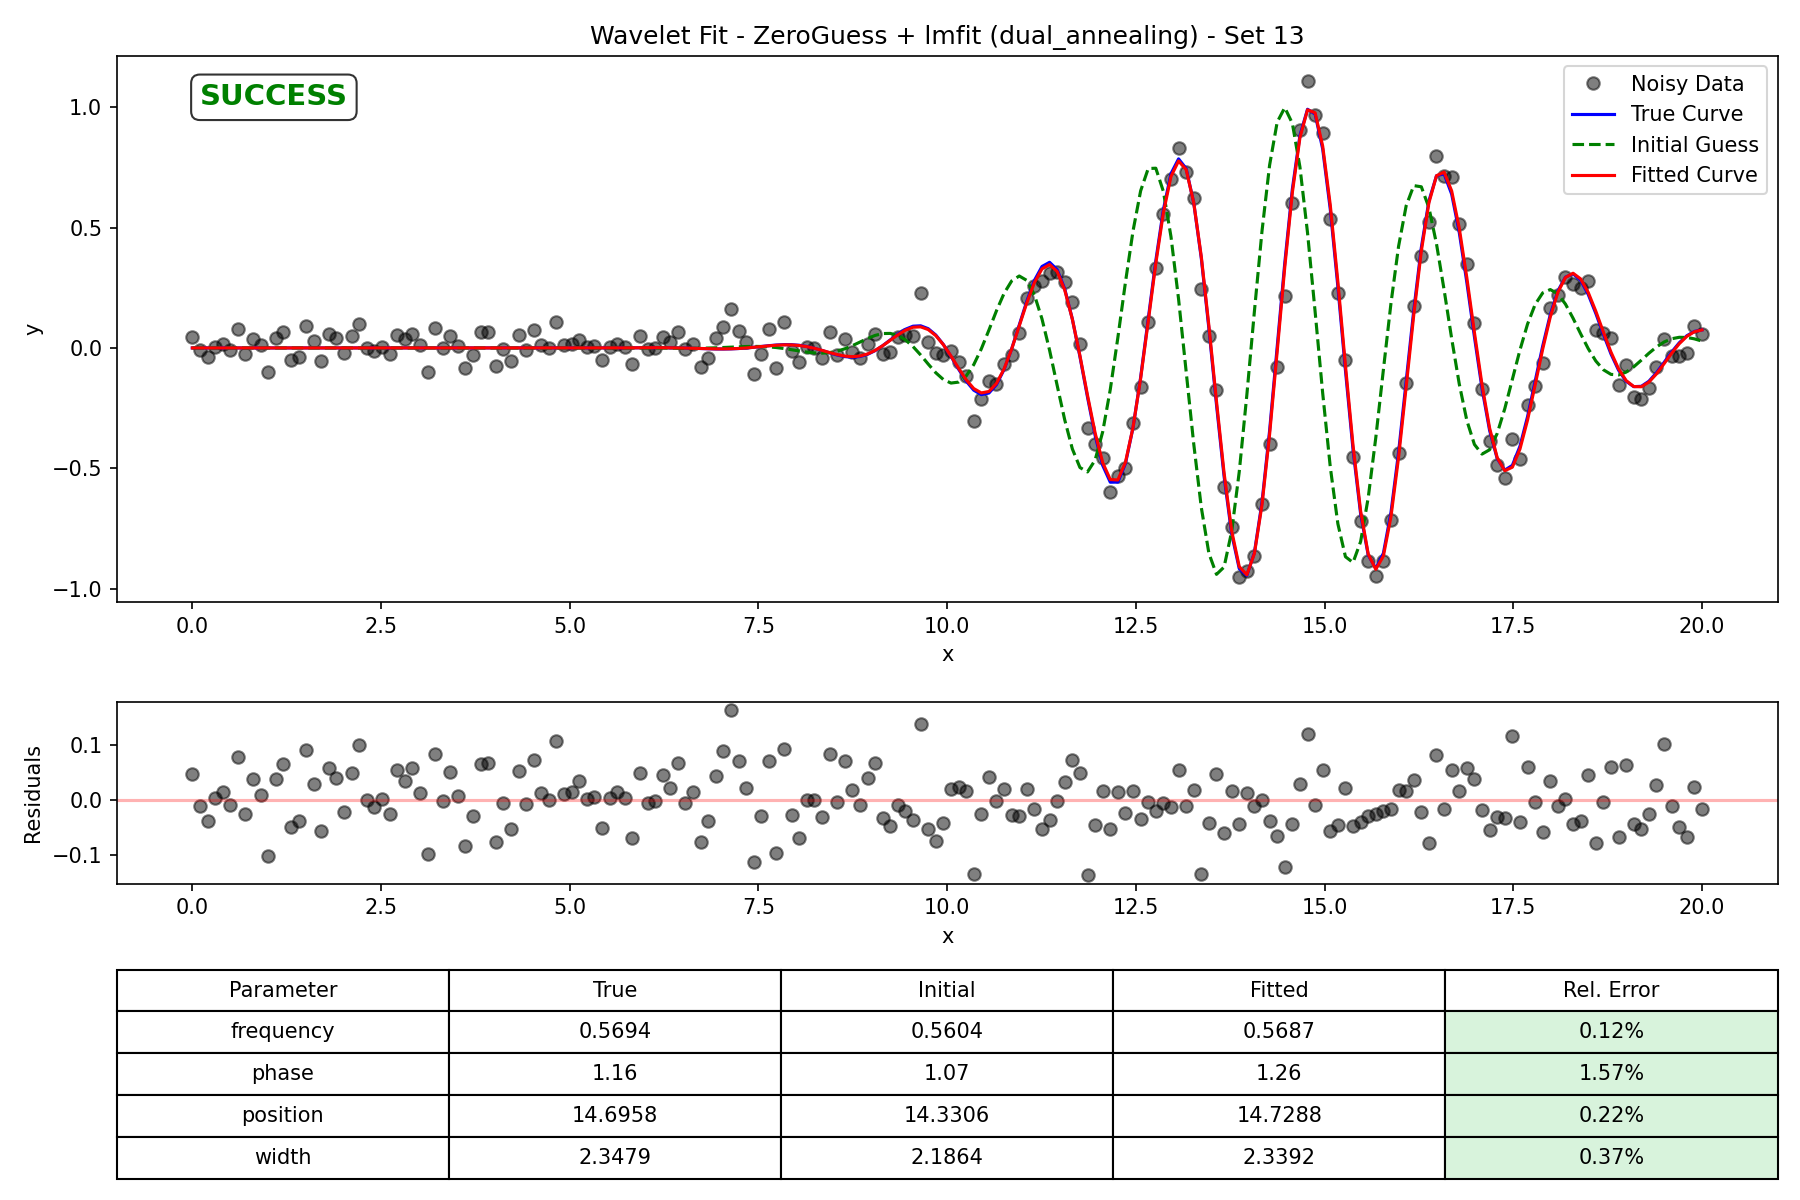 Wavelet Fit - ZeroGuess + lmfit (dual_annealing) - Set 13
SUCCESS
Noisy Data
True Curve
Initial Guess
Fitted Curve
y
1.0
0.5
0.0
−0.5
−1.0
0.0 2.5 5.0 7.5 10.0 12.5 15.0 17.5 20.0
x
Residuals
0.1
0.0
−0.1
0.0 2.5 5.0 7.5 10.0 12.5 15.0 17.5 20.0
x
Parameter True Initial Fitted Rel. Error
frequency 0.5694 0.5604 0.5687 0.12%
phase 1.16 1.07 1.26 1.57%
position 14.6958 14.3306 14.7288 0.22%
width 2.3479 2.1864 2.3392 0.37%